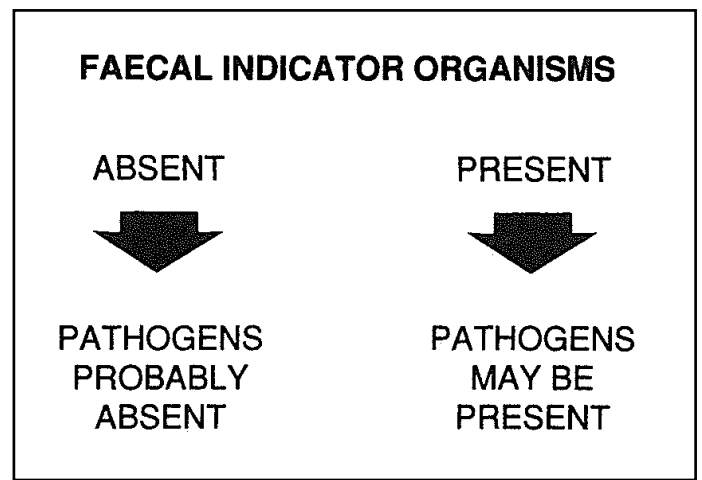 FAECAL INDICATOR ORGANISMS
ABSENT
PATHOGENS
PROBABLY
ABSENT
PRESENT
PATHOGENS
MAY BE
PRESENT